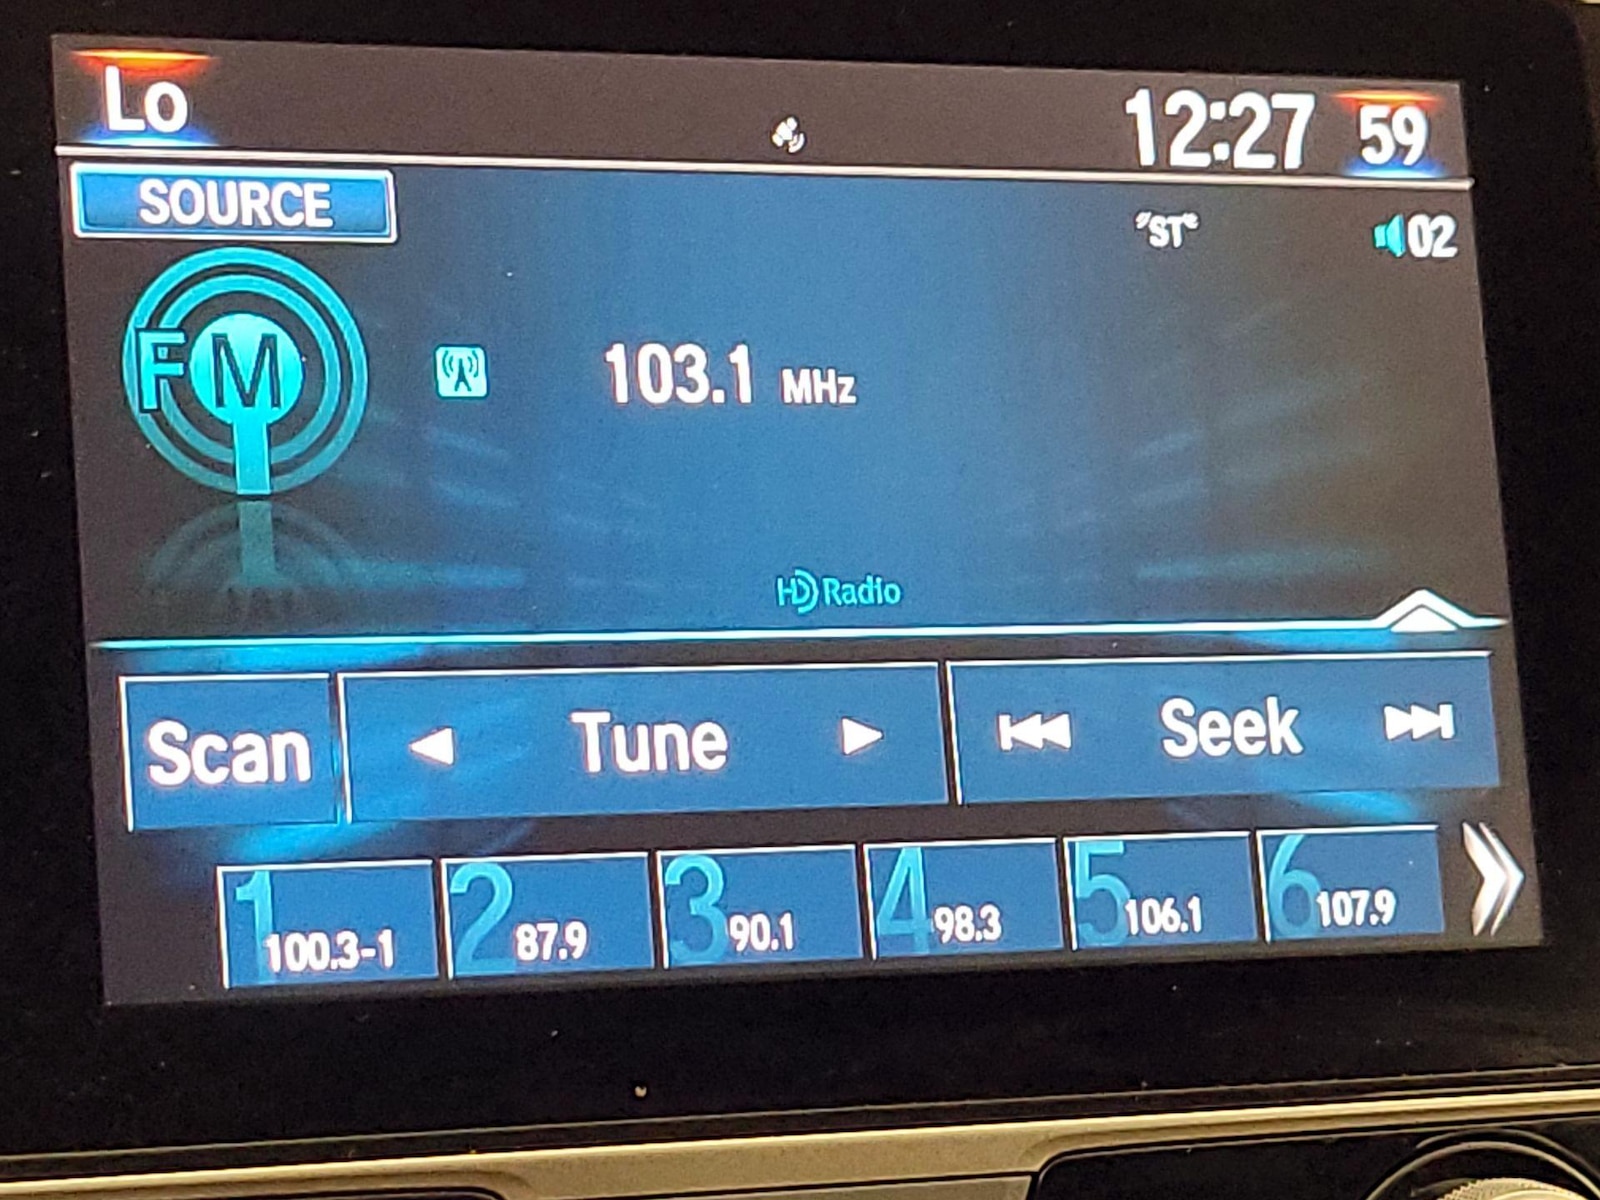 Lo
12:27 59
SOURCE
"ST" 02
FM
103.1 MHz
HD Radio
Scan Tune Seek
1 100.3-1 2 87.9 3 90.1 4 98.3 5 106.1 6 107.9